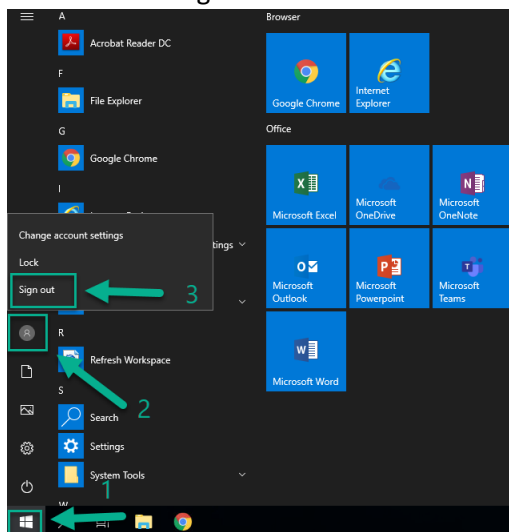 A
Browser
Acrobat Reader DC
F
File Explorer
Google Chrome
Internet
Explorer
G
Office
Google Chrome
I
Microsoft Excel
Microsoft
OneDrive
Microsoft
OneNote
Change account settings
tings
Lock
Sign out
3
Microsoft
Outlook
Microsoft
Powerpoint
Microsoft
Teams
R
Refresh Workspace
Microsoft Word
S
2
Search
Settings
System Tools
1
W